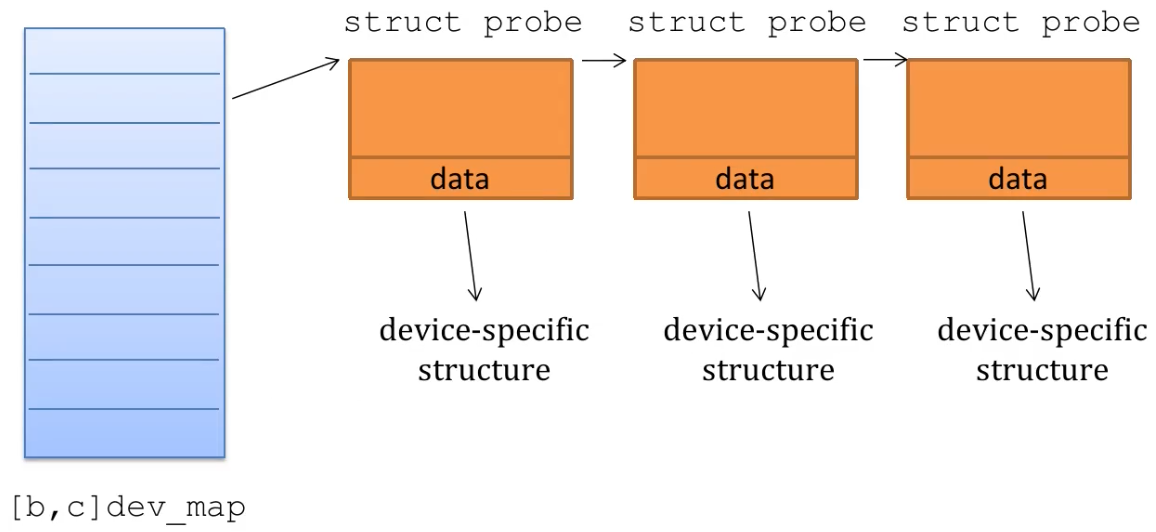 struct probe struct probe struct probe
data data data
device-specific device-specific device-specific
structure structure structure
[b,c]dev_map